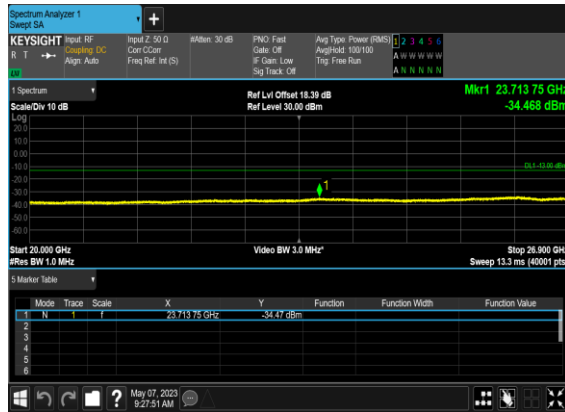 Spectrum Analyzer 1
Swept SA
+
KEYSIGHT Input: RF Input Z: 50 Ω #Atten: 30 dB PNO: Fast Avg Type: Power (RMS) 1 2 3 4 5 6
R T Coupling: DC Corr CCorr Gate: Off Avg|Hold: 100/100 A W W W W W
Align: Auto Freq Ref: Int (S) IF Gain: Low Trig: Free Run
Sig Track: Off A N N N N N
LXI
1 Spectrum
Ref Lvl Offset 18.39 dB Mkr1 23.713 75 GHz
Scale/Div 10 dB Ref Level 30.00 dBm -34.468 dBm
Log
20.0
10.0
0.00
-10.0
DL1 -13.00 dBm
-20.0
1
-30.0
-40.0
-50.0
-60.0
Start 20.000 GHz Video BW 3.0 MHz* Stop 26.900 GHz
#Res BW 1.0 MHz Sweep 13.3 ms (40001 pts)
5 Marker Table
Mode Trace Scale X Y Function Function Width Function Value
1 N 1 f 23.713 75 GHz -34.47 dBm
2
3
4
5
6
? May 07, 2023
9:27:51 AM